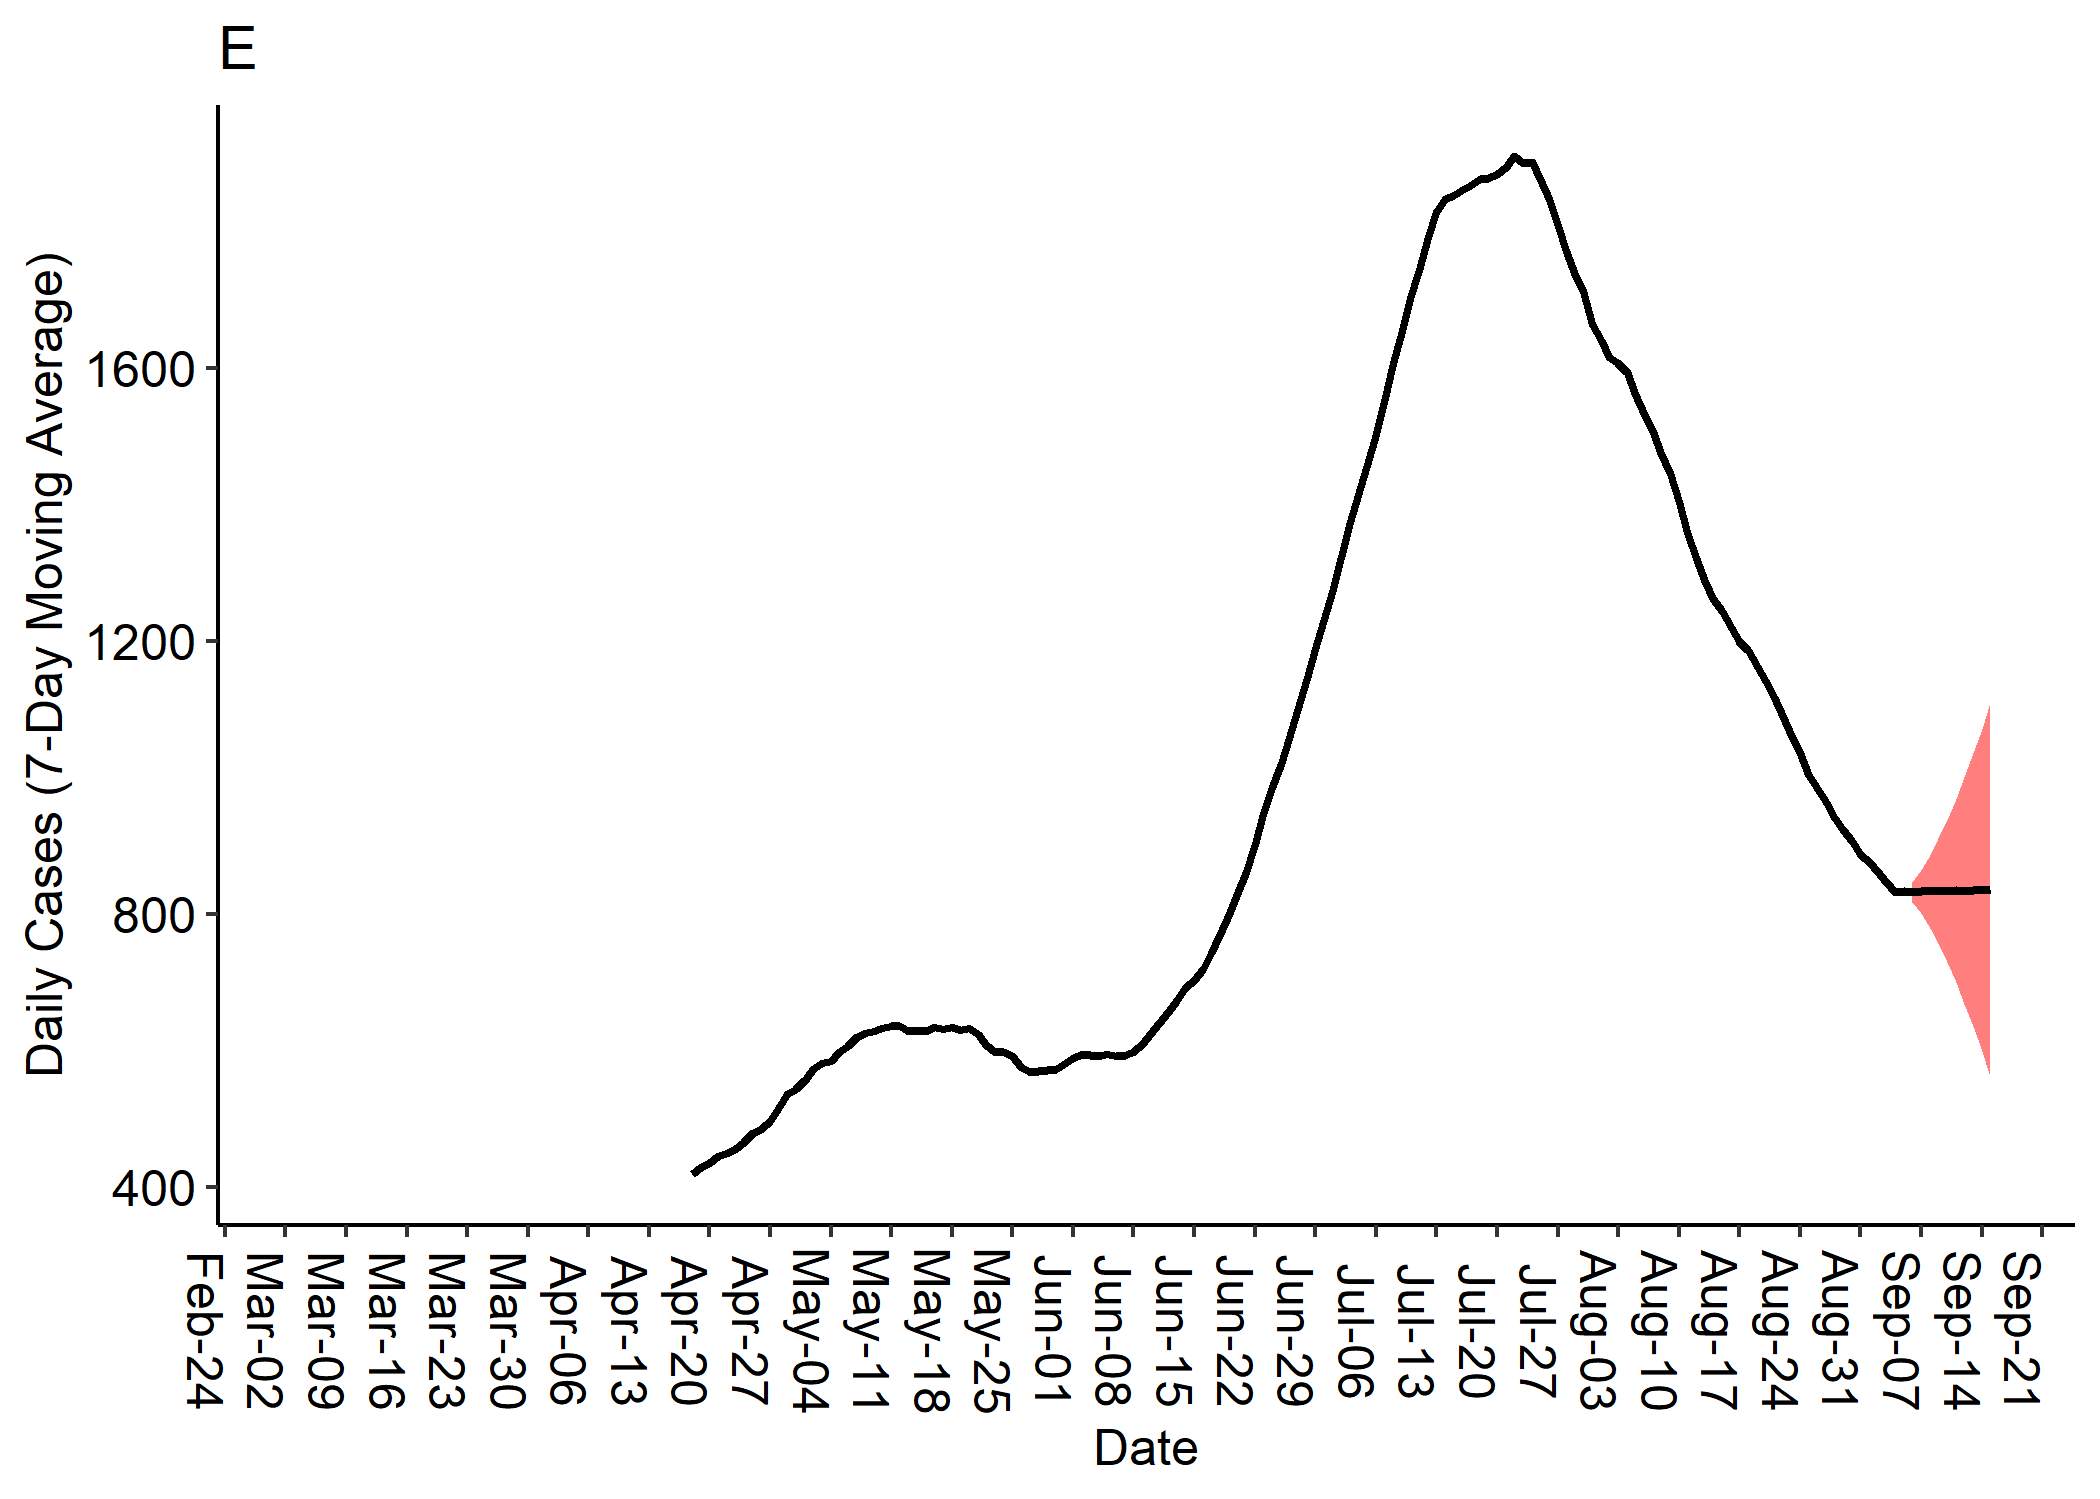 E
Daily Cases (7-Day Moving Average)
1600
1200
800
400
Feb-24
Mar-02
Mar-09
Mar-16
Mar-23
Mar-30
Apr-06
Apr-13
Apr-20
Apr-27
May-04
May-11
May-18
May-25
Jun-01
Jun-08
Jun-15
Jun-22
Jun-29
Jul-06
Jul-13
Jul-20
Jul-27
Aug-03
Aug-10
Aug-17
Aug-24
Aug-31
Sep-07
Sep-14
Sep-21
Date